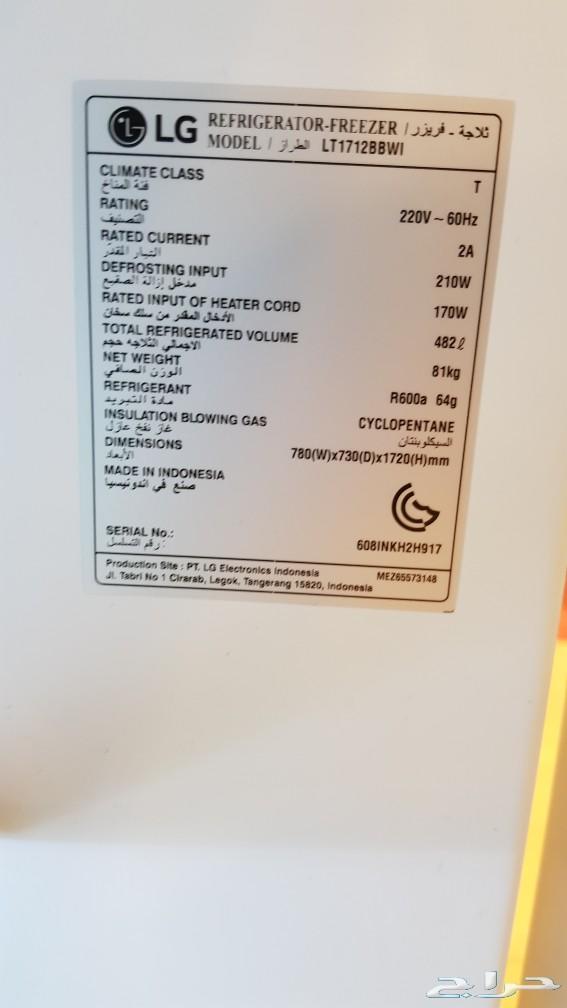 LG REFRIGERATOR-FREEZER / ثلاجة - فريزر
MODEL / الطراز LT1712BBWI
CLIMATE CLASS T
فئة المناخ
RATING 220V ~ 60Hz
التصنيف
RATED CURRENT 2A
التيار المقدر
DEFROSTING INPUT 210W
مدخل إزالة الصقيع
RATED INPUT OF HEATER CORD 170W
الأدخال المقدر من سلك سخان
TOTAL REFRIGERATED VOLUME 482ℓ
الاجمالي الثلاجه حجم
NET WEIGHT 81kg
الوزن الصافي
REFRIGERANT R600a 64g
مادة التبريد
INSULATION BLOWING GAS CYCLOPENTANE
غاز نفخ عازل السيكلوبنتان
DIMENSIONS 780(W)x730(D)x1720(H)mm
الأبعاد
MADE IN INDONESIA
صنع في اندونيسيا
SERIAL No.: 608INKH2H917
رقم التسلسل:
Production Site : PT. LG Electronics Indonesia MEZ65573148
Jl. Tabri No 1 Cirarab, Legok, Tangerang 15820, Indonesia
حراج